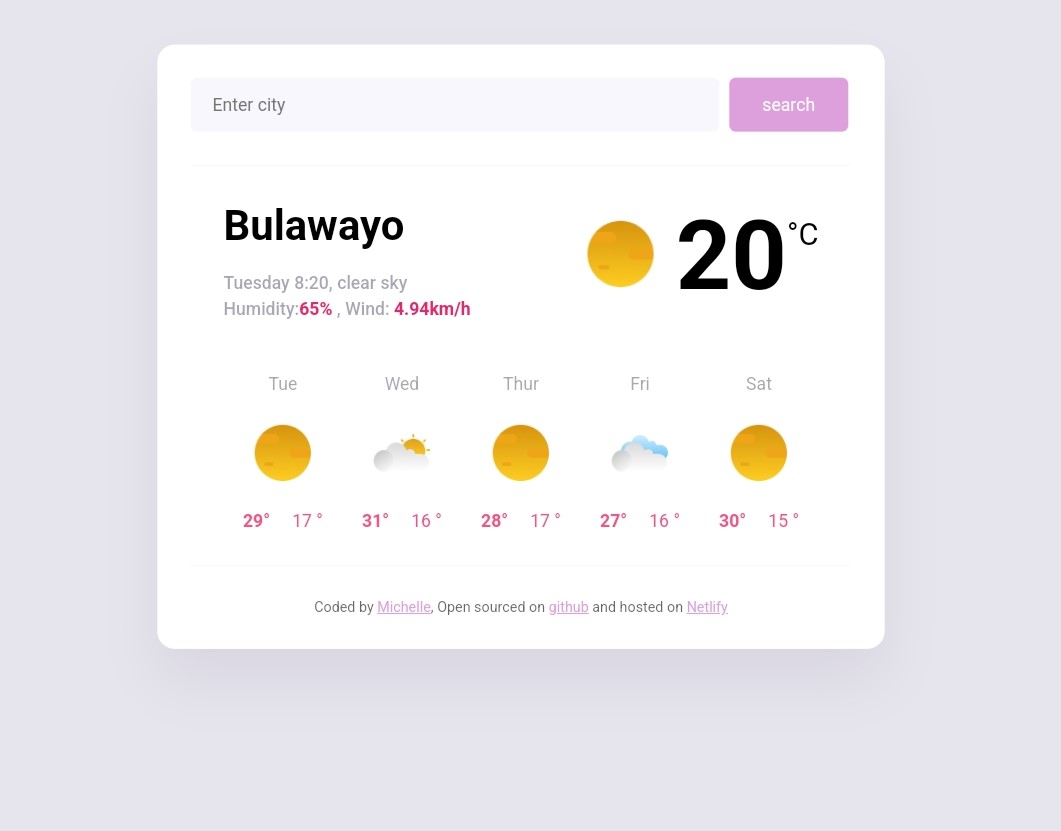 Enter city
search
Bulawayo
20°C
Tuesday 8:20, clear sky
Humidity:65% , Wind: 4.94km/h
Tue Wed Thur Fri Sat
29° 17 ° 31° 16 ° 28° 17 ° 27° 16 ° 30° 15 °
Coded by Michelle, Open sourced on github and hosted on Netlify